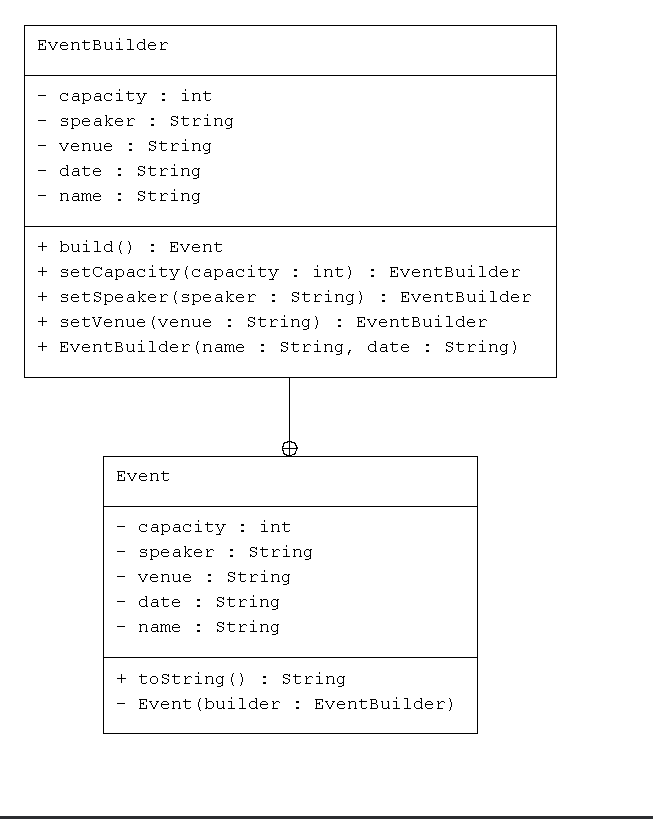 EventBuilder
- capacity : int
- speaker : String
- venue : String
- date : String
- name : String
+ build() : Event
+ setCapacity(capacity : int) : EventBuilder
+ setSpeaker(speaker : String) : EventBuilder
+ setVenue(venue : String) : EventBuilder
+ EventBuilder(name : String, date : String)
Event
- capacity : int
- speaker : String
- venue : String
- date : String
- name : String
+ toString() : String
- Event(builder : EventBuilder)